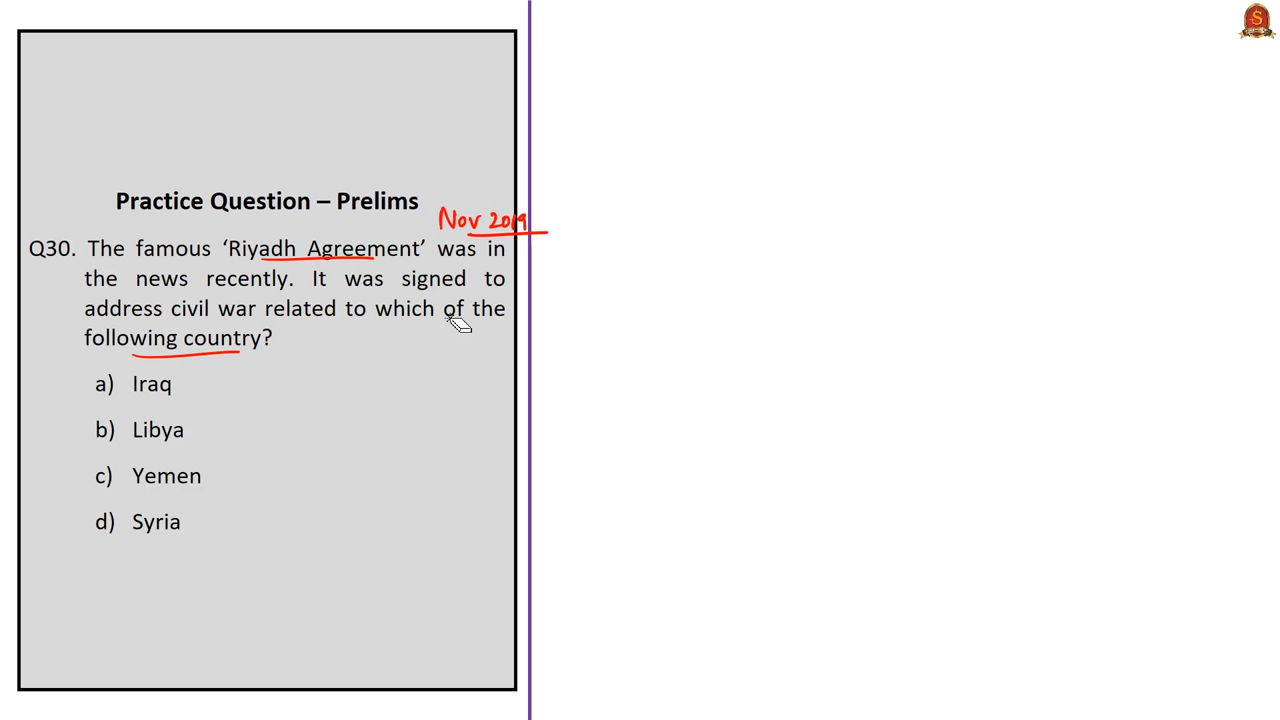 Practice Question – Prelims
Nov 2019
Q30. The famous ‘Riyadh Agreement’ was in
the news recently. It was signed to
address civil war related to which of the
following country?
a) Iraq
b) Libya
c) Yemen
d) Syria
S